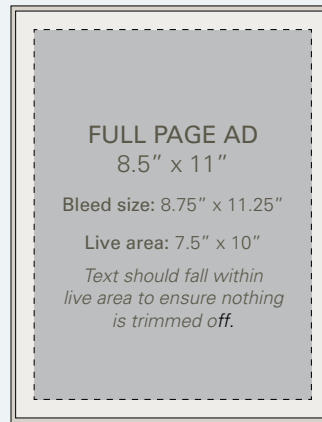 FULL PAGE AD
8.5” x 11”
Bleed size: 8.75” x 11.25”
Live area: 7.5” x 10”
Text should fall within
live area to ensure nothing
is trimmed off.